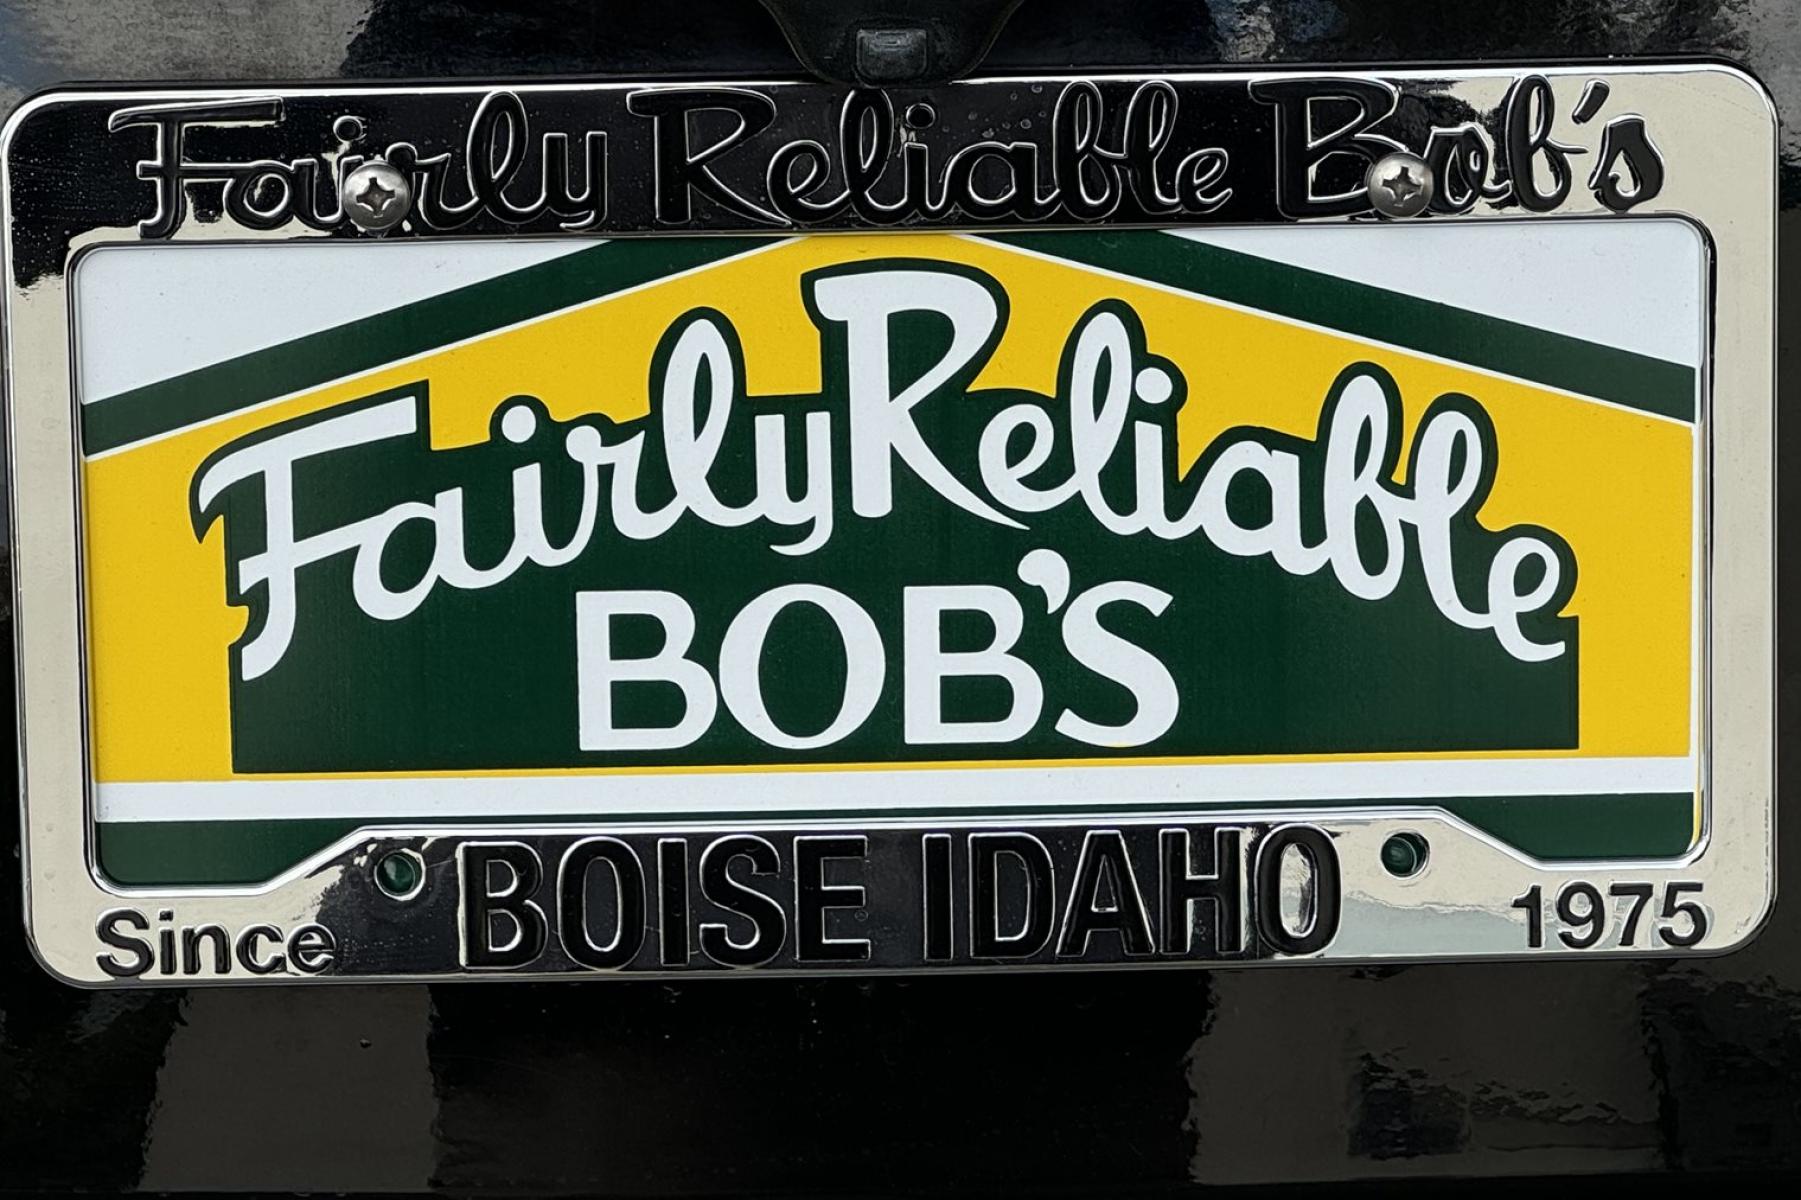 Fairly Reliable Bob's
Fairly Reliable
BOB'S
Since BOISE IDAHO 1975